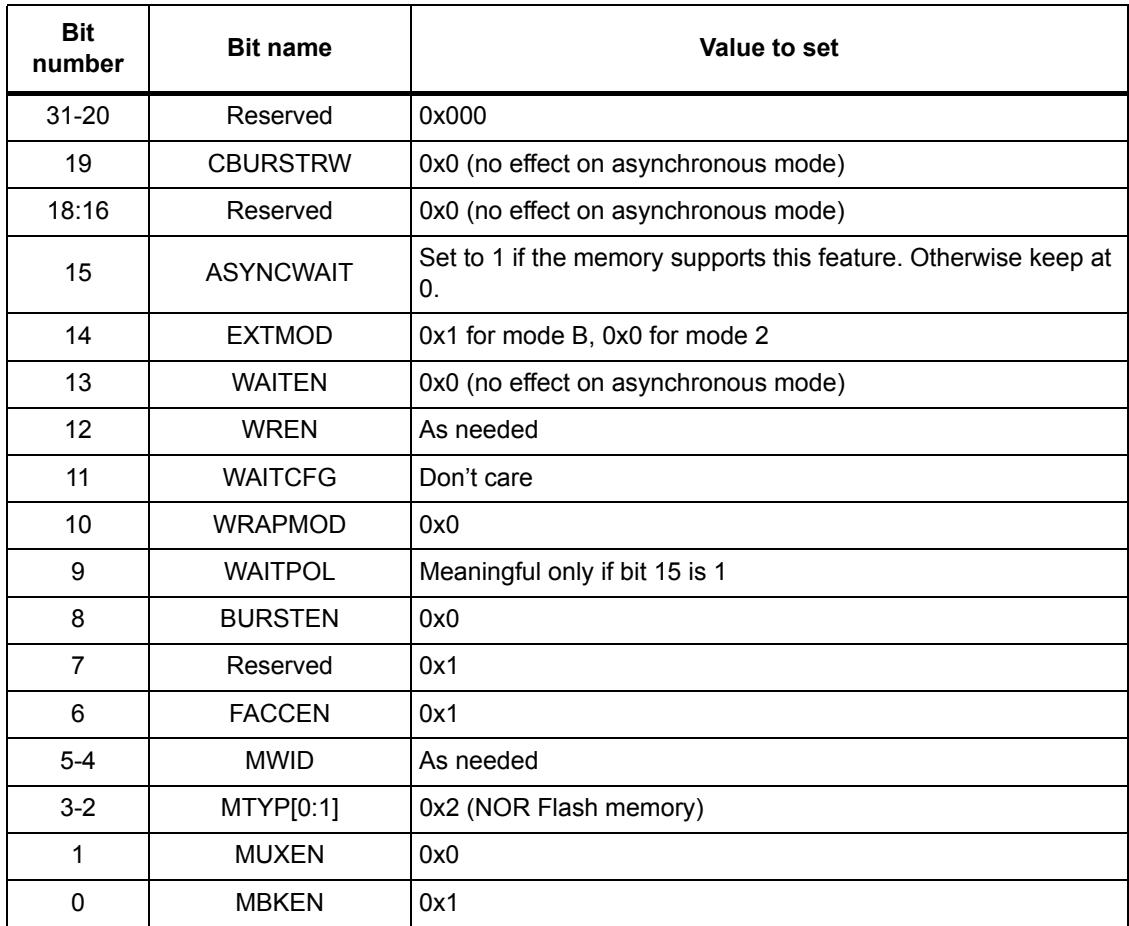 Bit number Bit name Value to set
31-20 Reserved 0x000
19 CBURSTRW 0x0 (no effect on asynchronous mode)
18:16 Reserved 0x0 (no effect on asynchronous mode)
15 ASYNCWAIT Set to 1 if the memory supports this feature. Otherwise keep at
0.
14 EXTMOD 0x1 for mode B, 0x0 for mode 2
13 WAITEN 0x0 (no effect on asynchronous mode)
12 WREN As needed
11 WAITCFG Don’t care
10 WRAPMOD 0x0
9 WAITPOL Meaningful only if bit 15 is 1
8 BURSTEN 0x0
7 Reserved 0x1
6 FACCEN 0x1
5-4 MWID As needed
3-2 MTYP[0:1] 0x2 (NOR Flash memory)
1 MUXEN 0x0
0 MBKEN 0x1